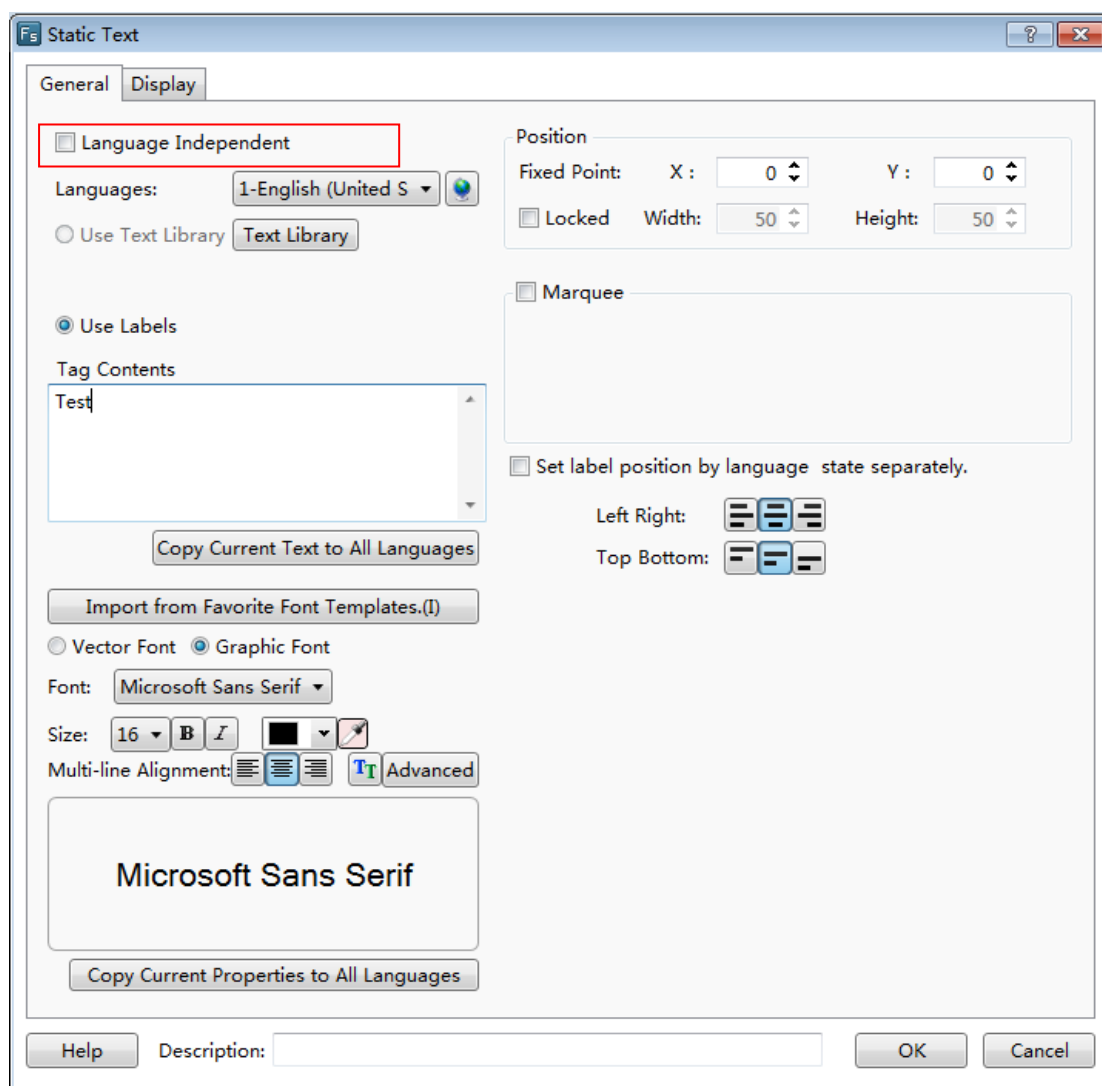 Fs Static Text ?
General Display
Language Independent
Languages: 1-English (United S
Use Text Library Text Library
Use Labels
Tag Contents
Test
Copy Current Text to All Languages
Import from Favorite Font Templates.(I)
Vector Font Graphic Font
Font: Microsoft Sans Serif
Size: 16 B I
Multi-line Alignment: TT Advanced
Microsoft Sans Serif
Copy Current Properties to All Languages
Position
Fixed Point: X : 0 Y : 0
Locked Width: 50 Height: 50
Marquee
Set label position by language state separately.
Left Right:
Top Bottom:
Help Description: OK Cancel